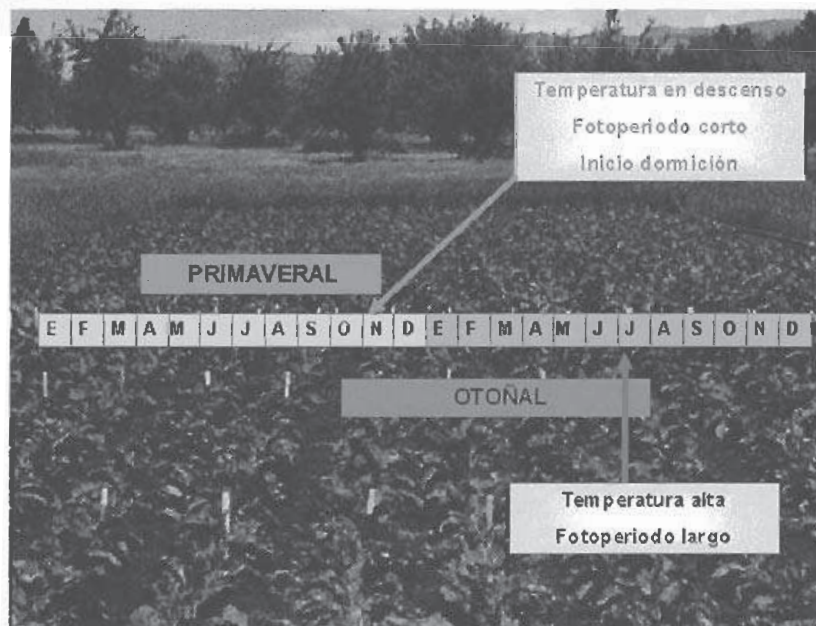 Temperatura en descenso
Fotoperiodo corto
Inicio dormición
PRIMAVERAL
E F M A M J J A S O N D E F M A M J J A S O N D
OTOÑAL
Temperatura alta
Fotoperiodo largo